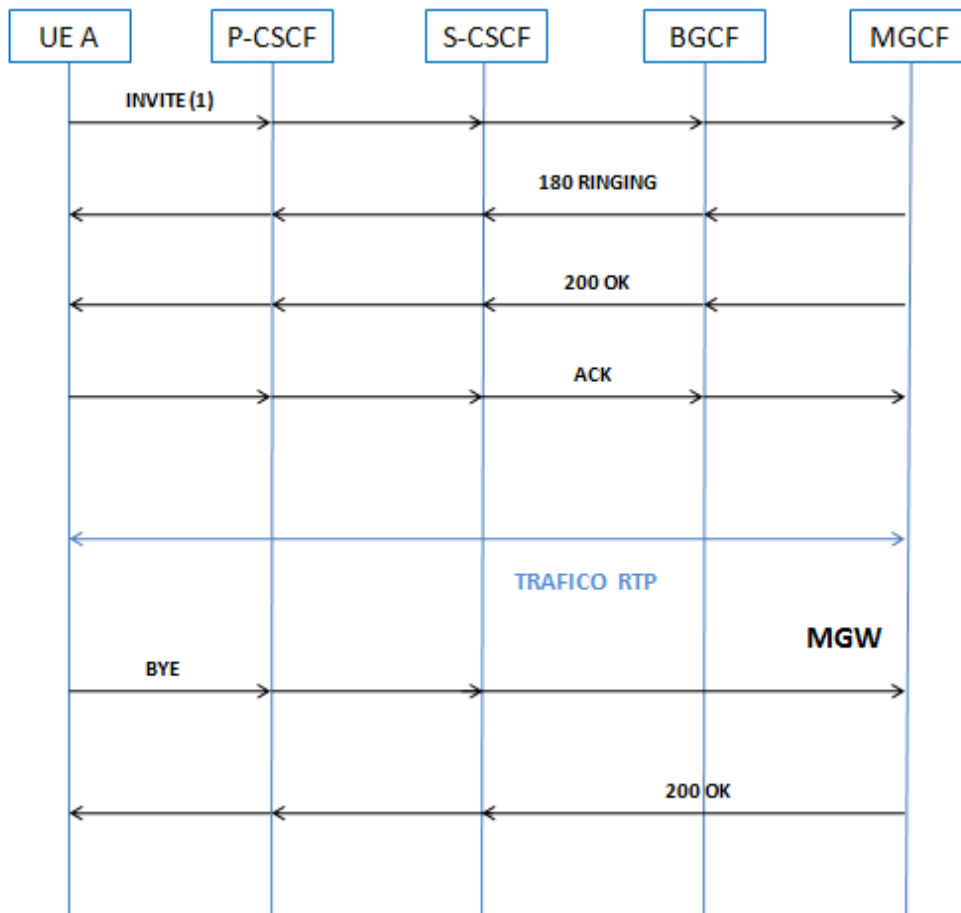 UE A
P-CSCF
S-CSCF
BGCF
MGCF
INVITE (1)
180 RINGING
200 OK
ACK
TRAFICO RTP
MGW
BYE
200 OK